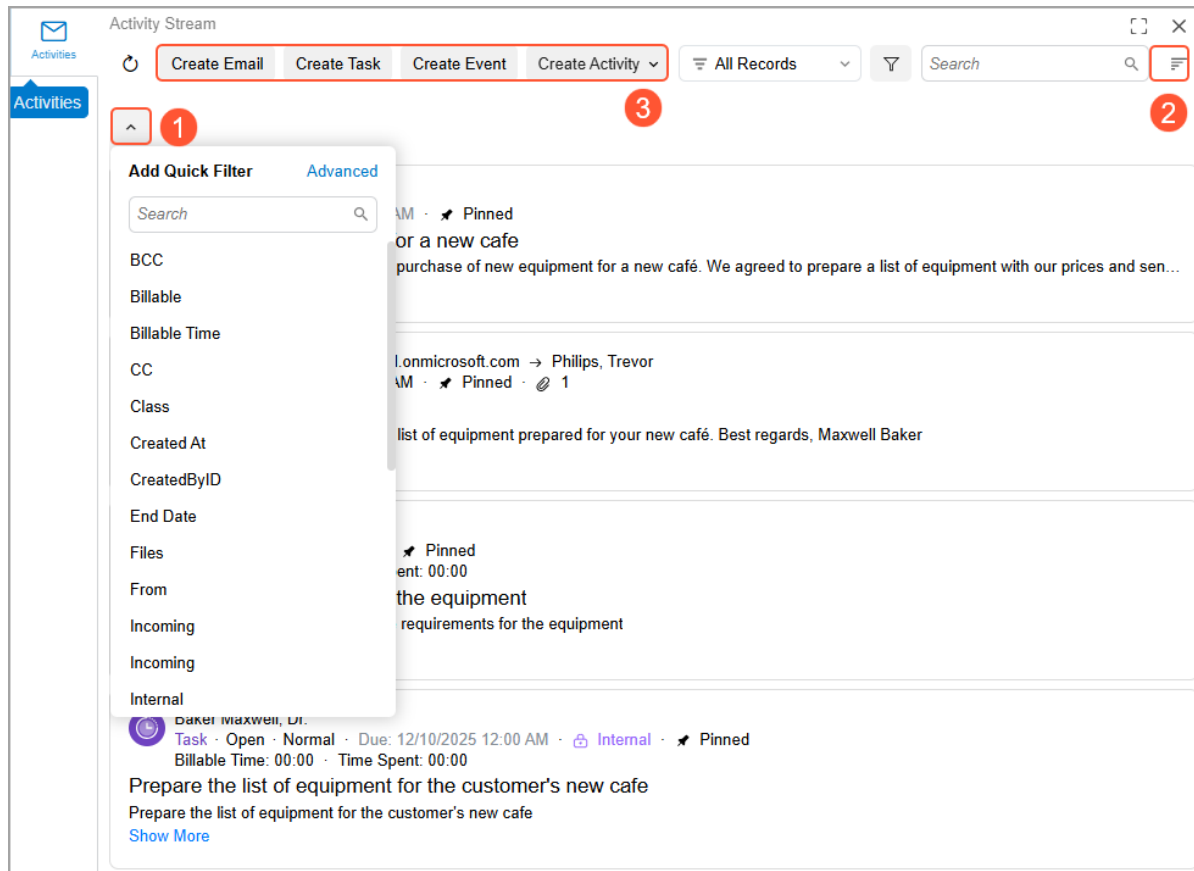 Activity Stream
Activities
Create Email Create Task Create Event Create Activity All Records Search
Activities
1
3
2
Add Quick Filter Advanced
Search
AM · Pinned
or a new cafe
BCC
purchase of new equipment for a new café. We agreed to prepare a list of equipment with our prices and sen...
Billable
Billable Time
l.onmicrosoft.com → Philips, Trevor
CC
AM · Pinned · 1
Class
list of equipment prepared for your new café. Best regards, Maxwell Baker
Created At
CreatedByID
End Date
Files
Pinned
ent: 00:00
From
the equipment
Incoming
requirements for the equipment
Incoming
Internal
Baker Maxwell, Dr.
Task · Open · Normal · Due: 12/10/2025 12:00 AM · Internal · Pinned
Billable Time: 00:00 · Time Spent: 00:00
Prepare the list of equipment for the customer's new cafe
Prepare the list of equipment for the customer's new cafe
Show More